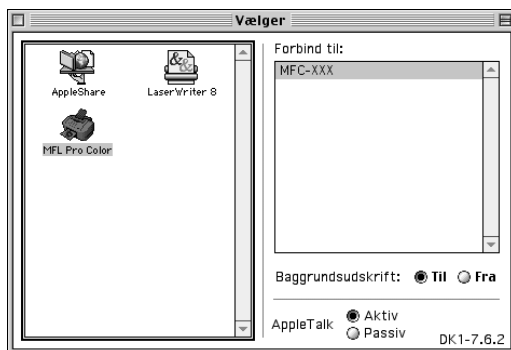 Vælger
AppleShare
LaserWriter 8
MFL Pro Color
Forbind til:
MFC-XXX
Baggrundsudskrift: Til Fra
AppleTalk Aktiv
Passiv
DK1-7.6.2